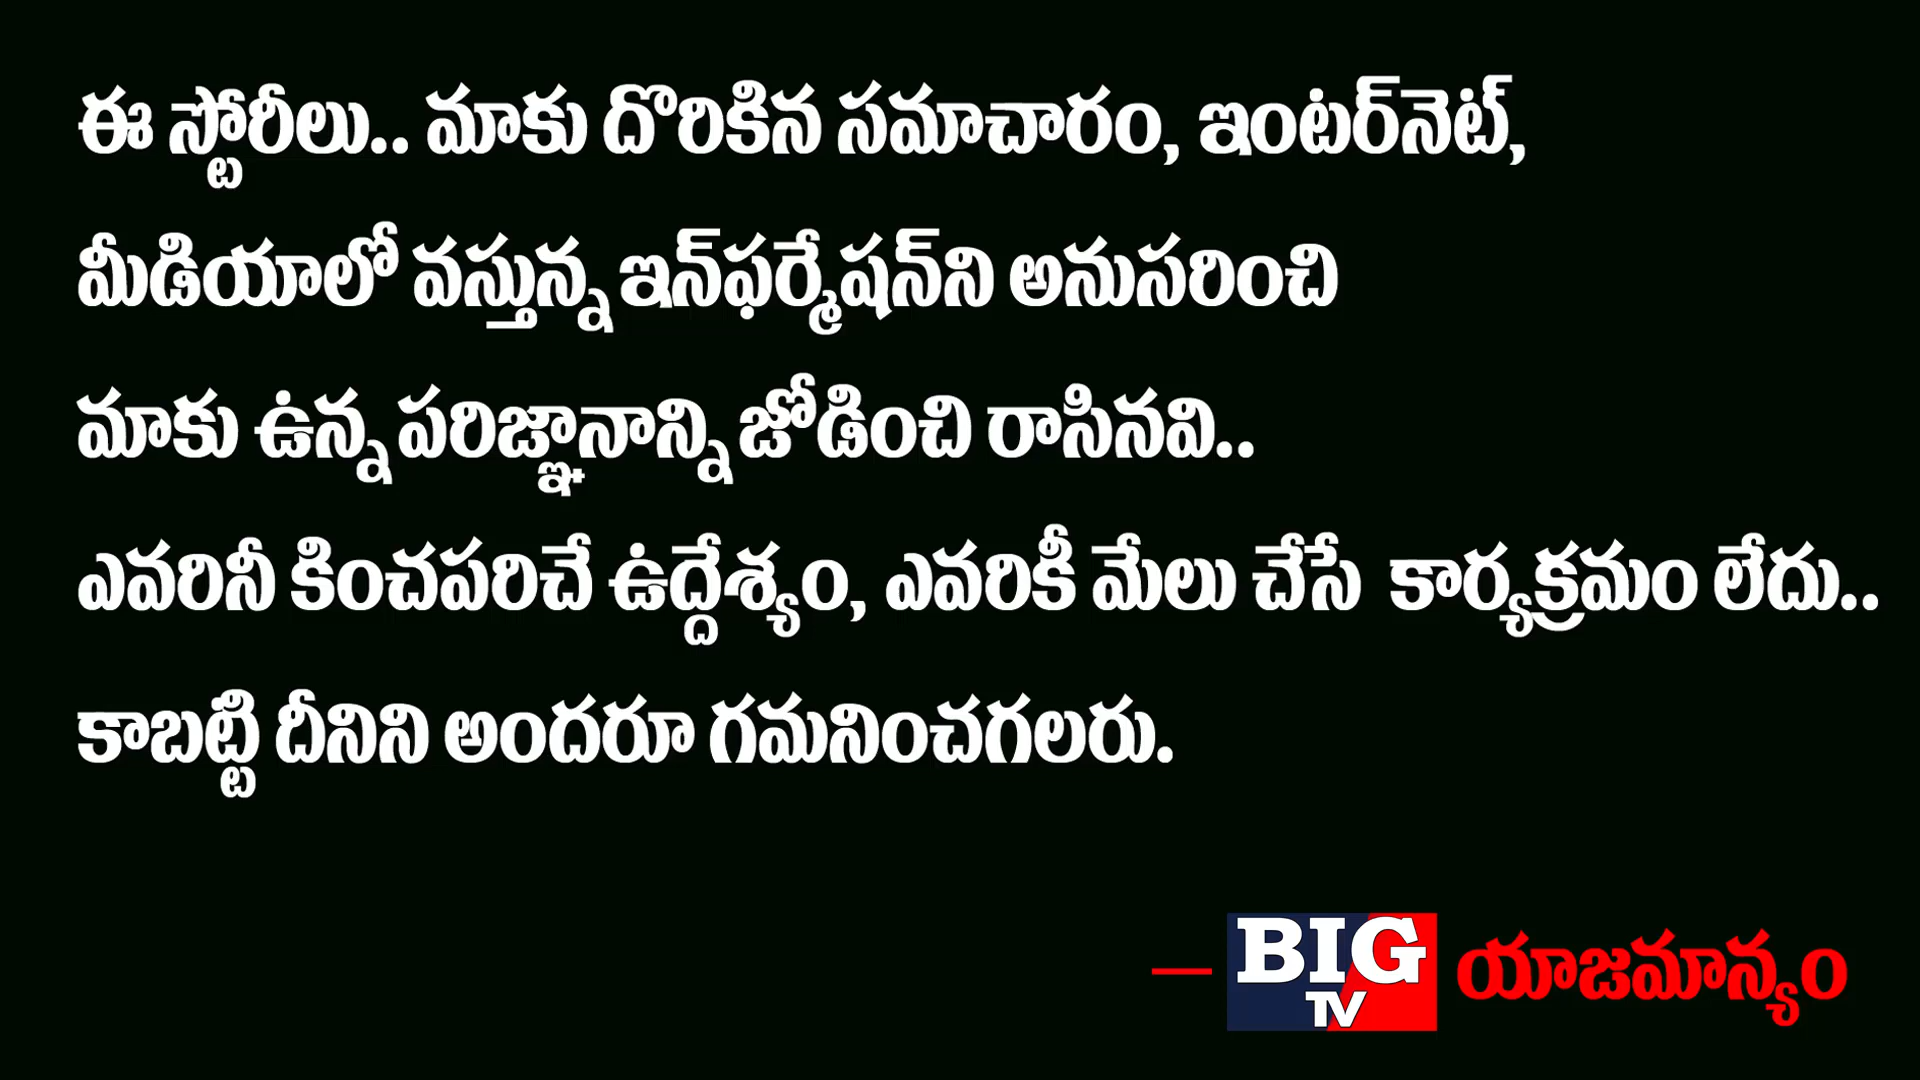 ఈ స్టోరీలు.. మాకు దొరికిన సమాచారం, ఇంటర్‌నెట్,
మీడియాలో వస్తున్న ఇన్‌ఫర్మేషన్‌ని అనుసరించి
మాకు ఉన్న పరిజ్ఞానాన్ని జోడించి రాసినవి..
ఎవరినీ కించపరిచే ఉద్దేశ్యం, ఎవరికీ మేలు చేసే కార్యక్రమం లేదు..
కాబట్టి దీనిని అందరూ గమనించగలరు.
— BIG TV యాజమాన్యం